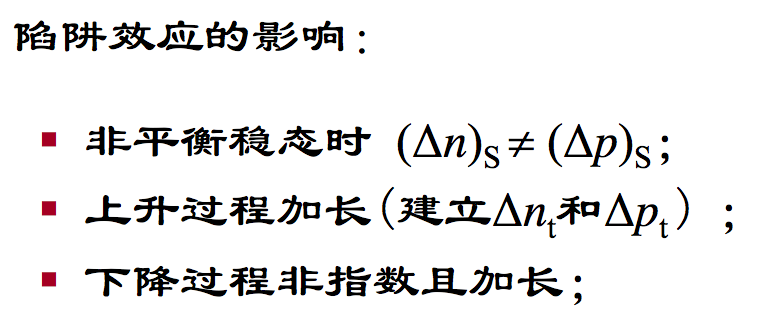 陷阱效应的影响：
▪ 非平衡稳态时 (Δn)S ≠ (Δp)S；
▪ 上升过程加长(建立Δnt和Δpt)；
▪ 下降过程非指数且加长；